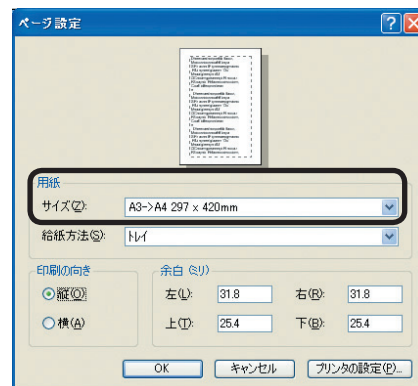 ページ設定
用紙
サイズ(Z): A3->A4 297 x 420mm
給紙方法(S): トレイ
印刷の向き
縦(O)
横(A)
余白 (ミリ)
左(L): 31.8 右(R): 31.8
上(T): 25.4 下(B): 25.4
OK キャンセル プリンタの設定(P)...